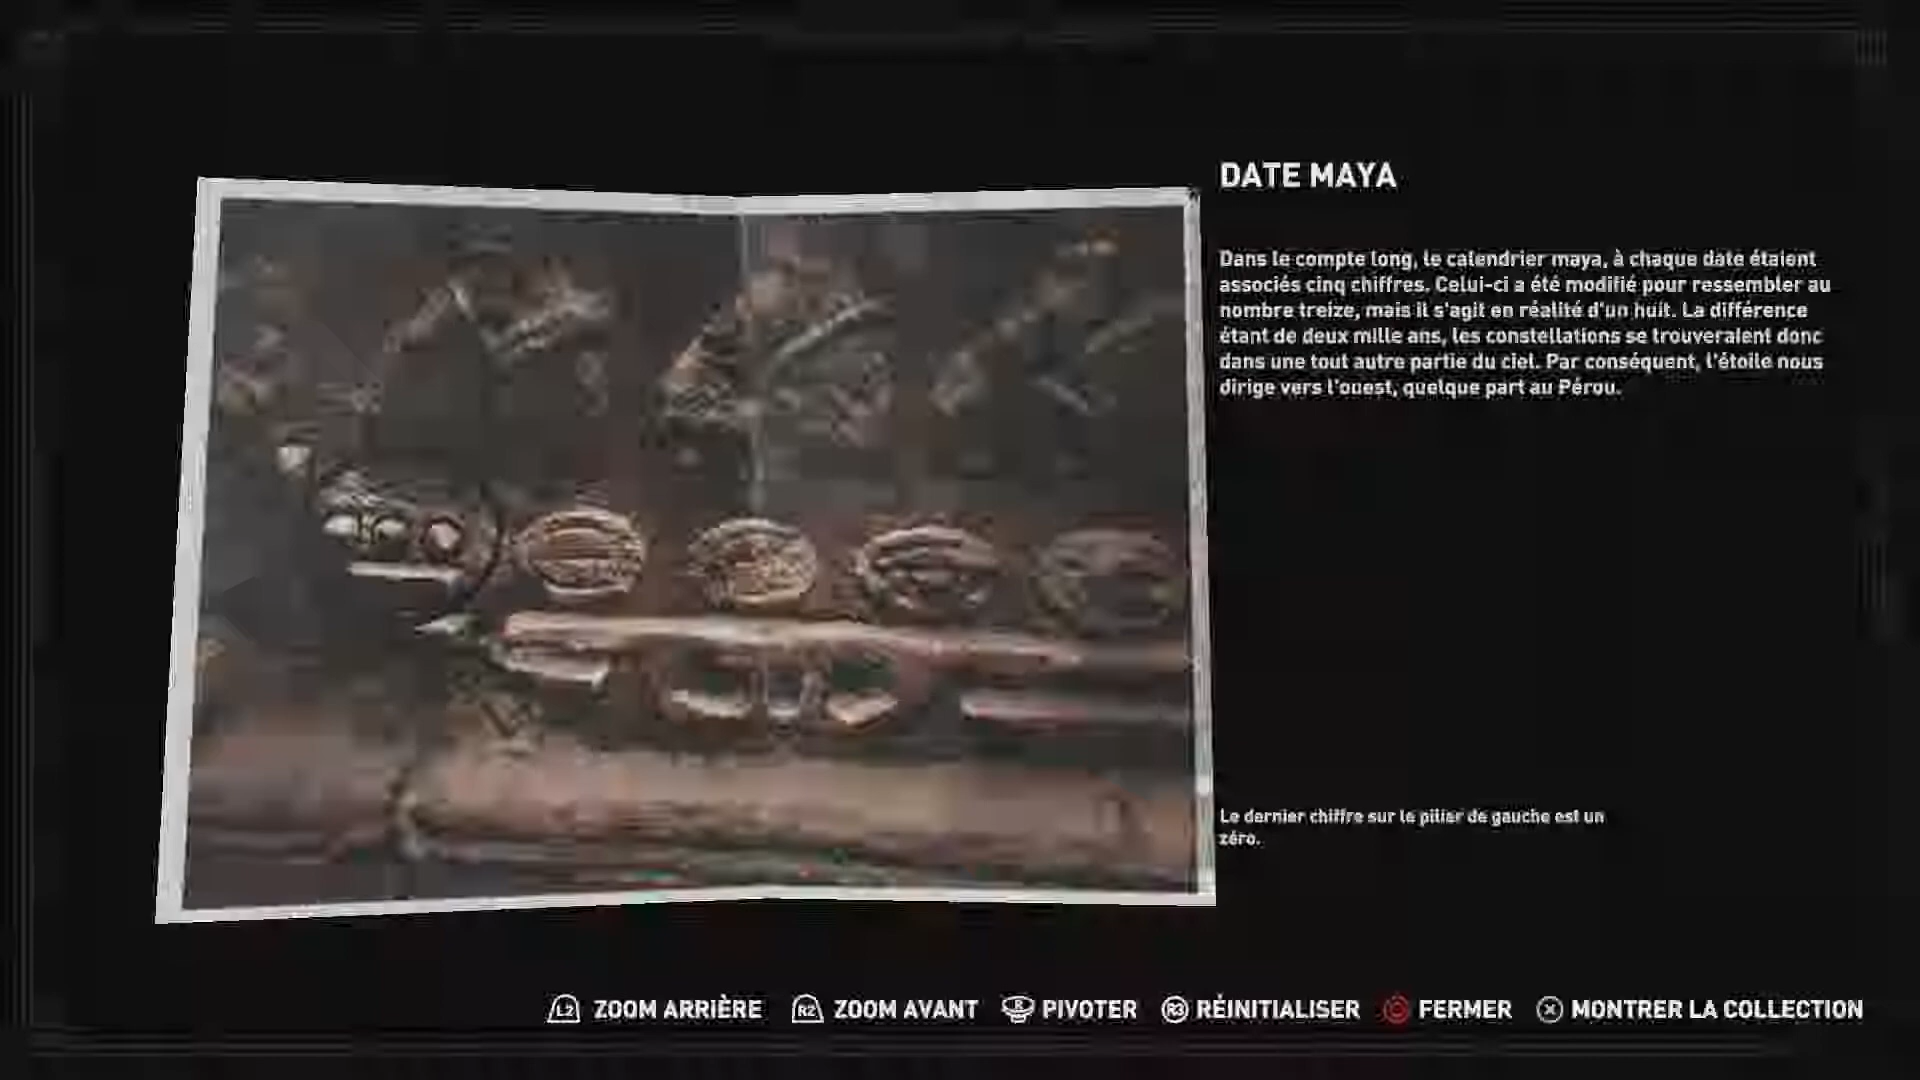 DATE MAYA
Dans le compte long, le calendrier maya, à chaque date étaient
associés cinq chiffres. Celui-ci a été modifié pour ressembler au
nombre treize, mais il s'agit en réalité d'un huit. La différence
étant de deux mille ans, les constellations se trouveraient donc
dans une tout autre partie du ciel. Par conséquent, l'étoile nous
dirige vers l'ouest, quelque part au Pérou.
Le dernier chiffre sur le pilier de gauche est un
zéro.
L2 ZOOM ARRIÈRE R2 ZOOM AVANT R PIVOTER R3 RÉINITIALISER FERMER MONTRER LA COLLECTION